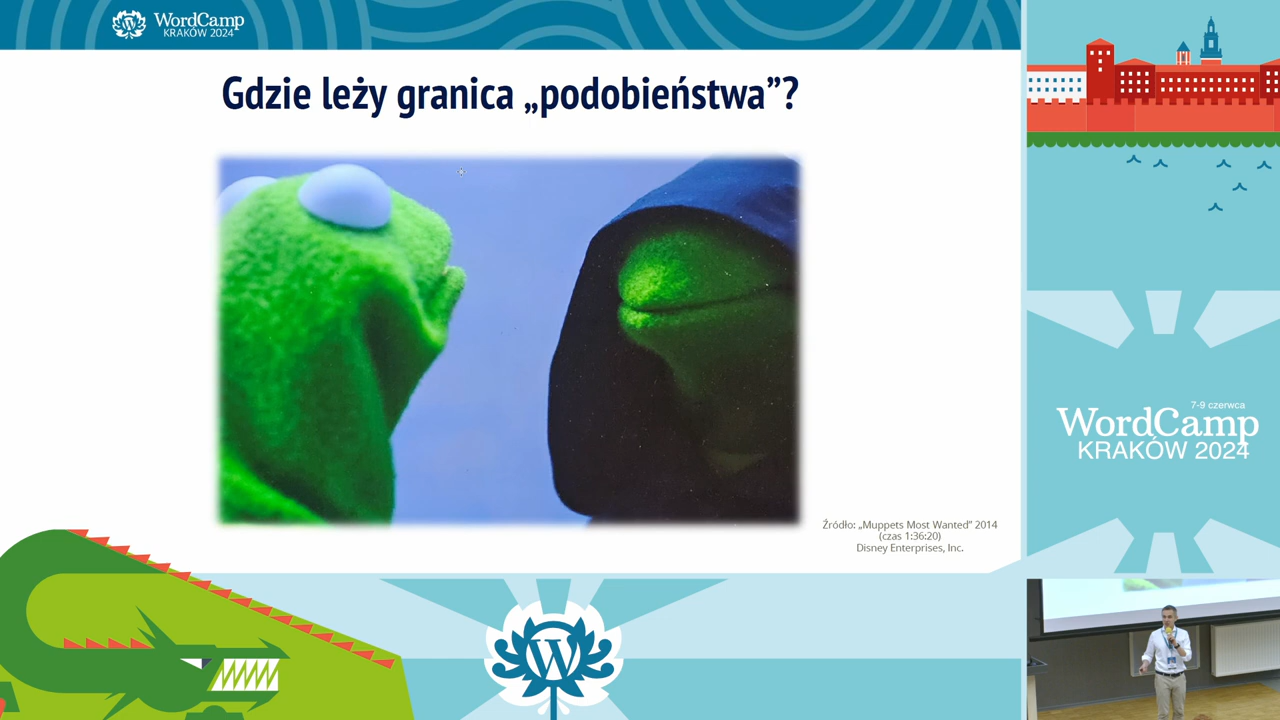 WordCamp
KRAKÓW 2024
Gdzie leży granica „podobieństwa”?
Źródło: „Muppets Most Wanted” 2014
(czas 1:36:20)
Disney Enterprises, Inc.
7-9 czerwca
WordCamp
KRAKÓW 2024
W